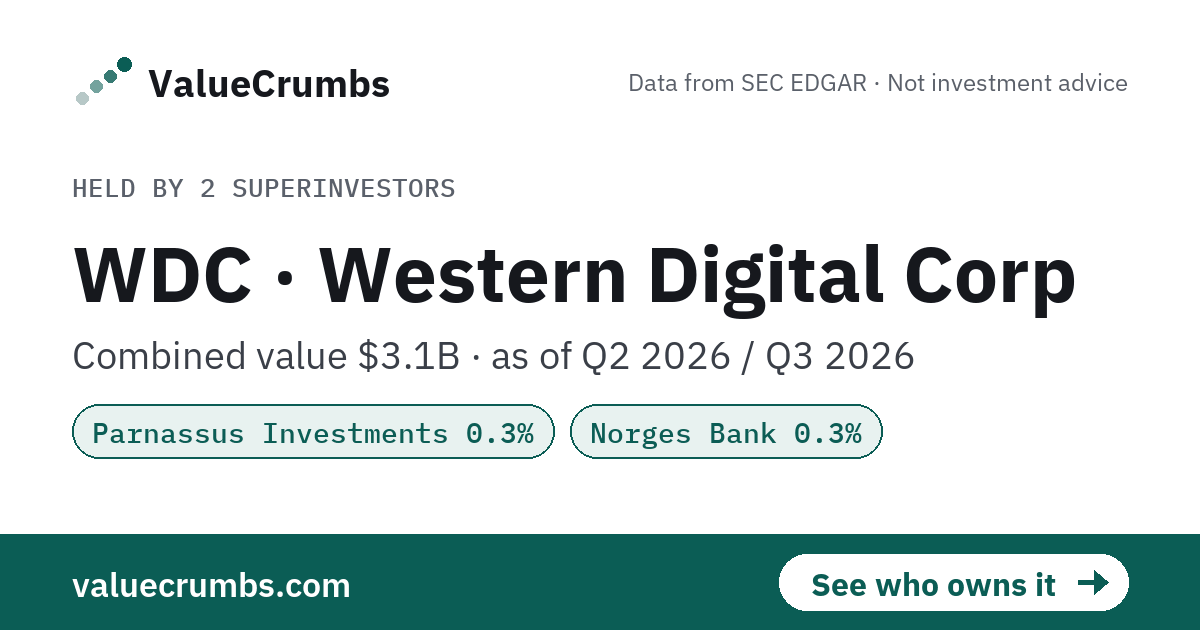 ValueCrumbs
Data from SEC EDGAR · Not investment advice
HELD BY 2 SUPERINVESTORS
WDC · Western Digital Corp
Combined value $3.1B · as of Q2 2026 / Q3 2026
Parnassus Investments 0.3%
Norges Bank 0.3%
valuecrumbs.com
See who owns it